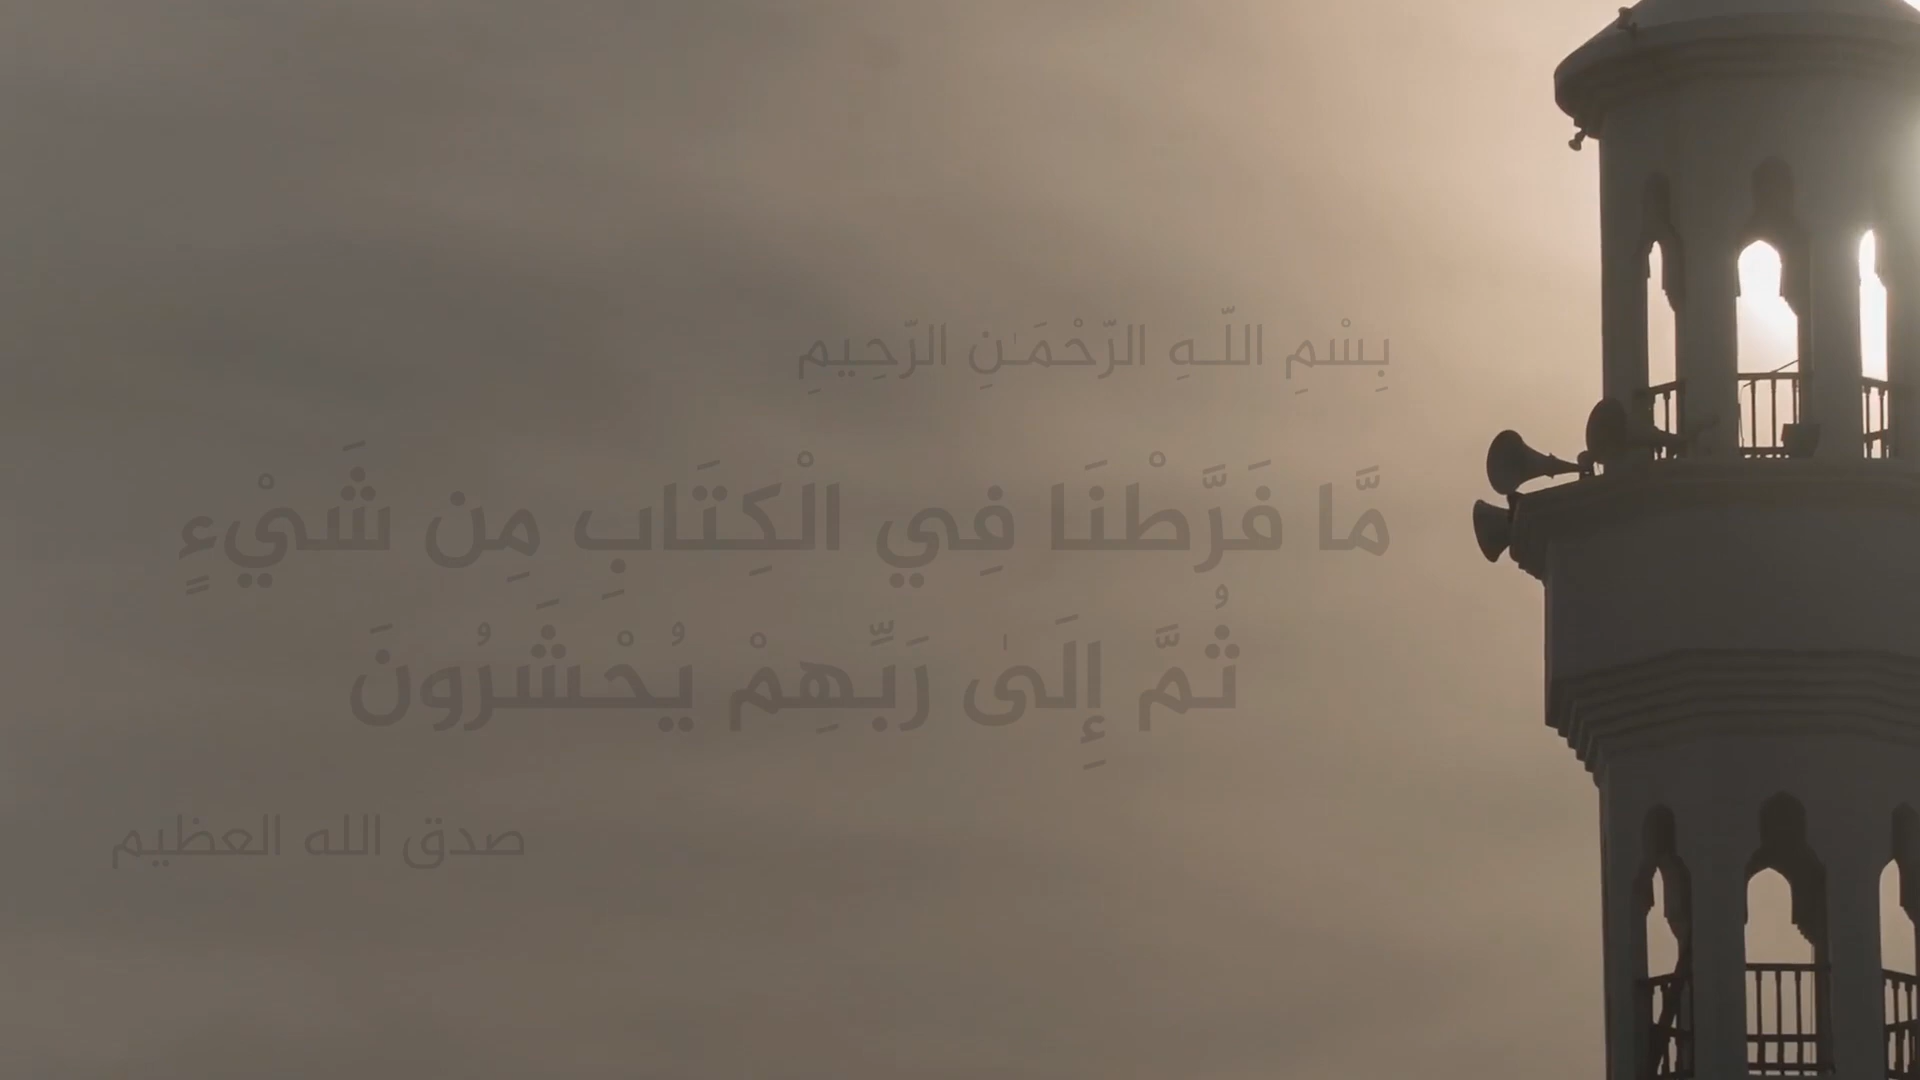 بِسْمِ اللَّـهِ الرَّحْمَـٰنِ الرَّحِيمِ
مَّا فَرَّطْنَا فِي الْكِتَابِ مِن شَيْءٍ
ثُمَّ إِلَىٰ رَبِّهِمْ يُحْشَرُونَ
صدق الله العظيم